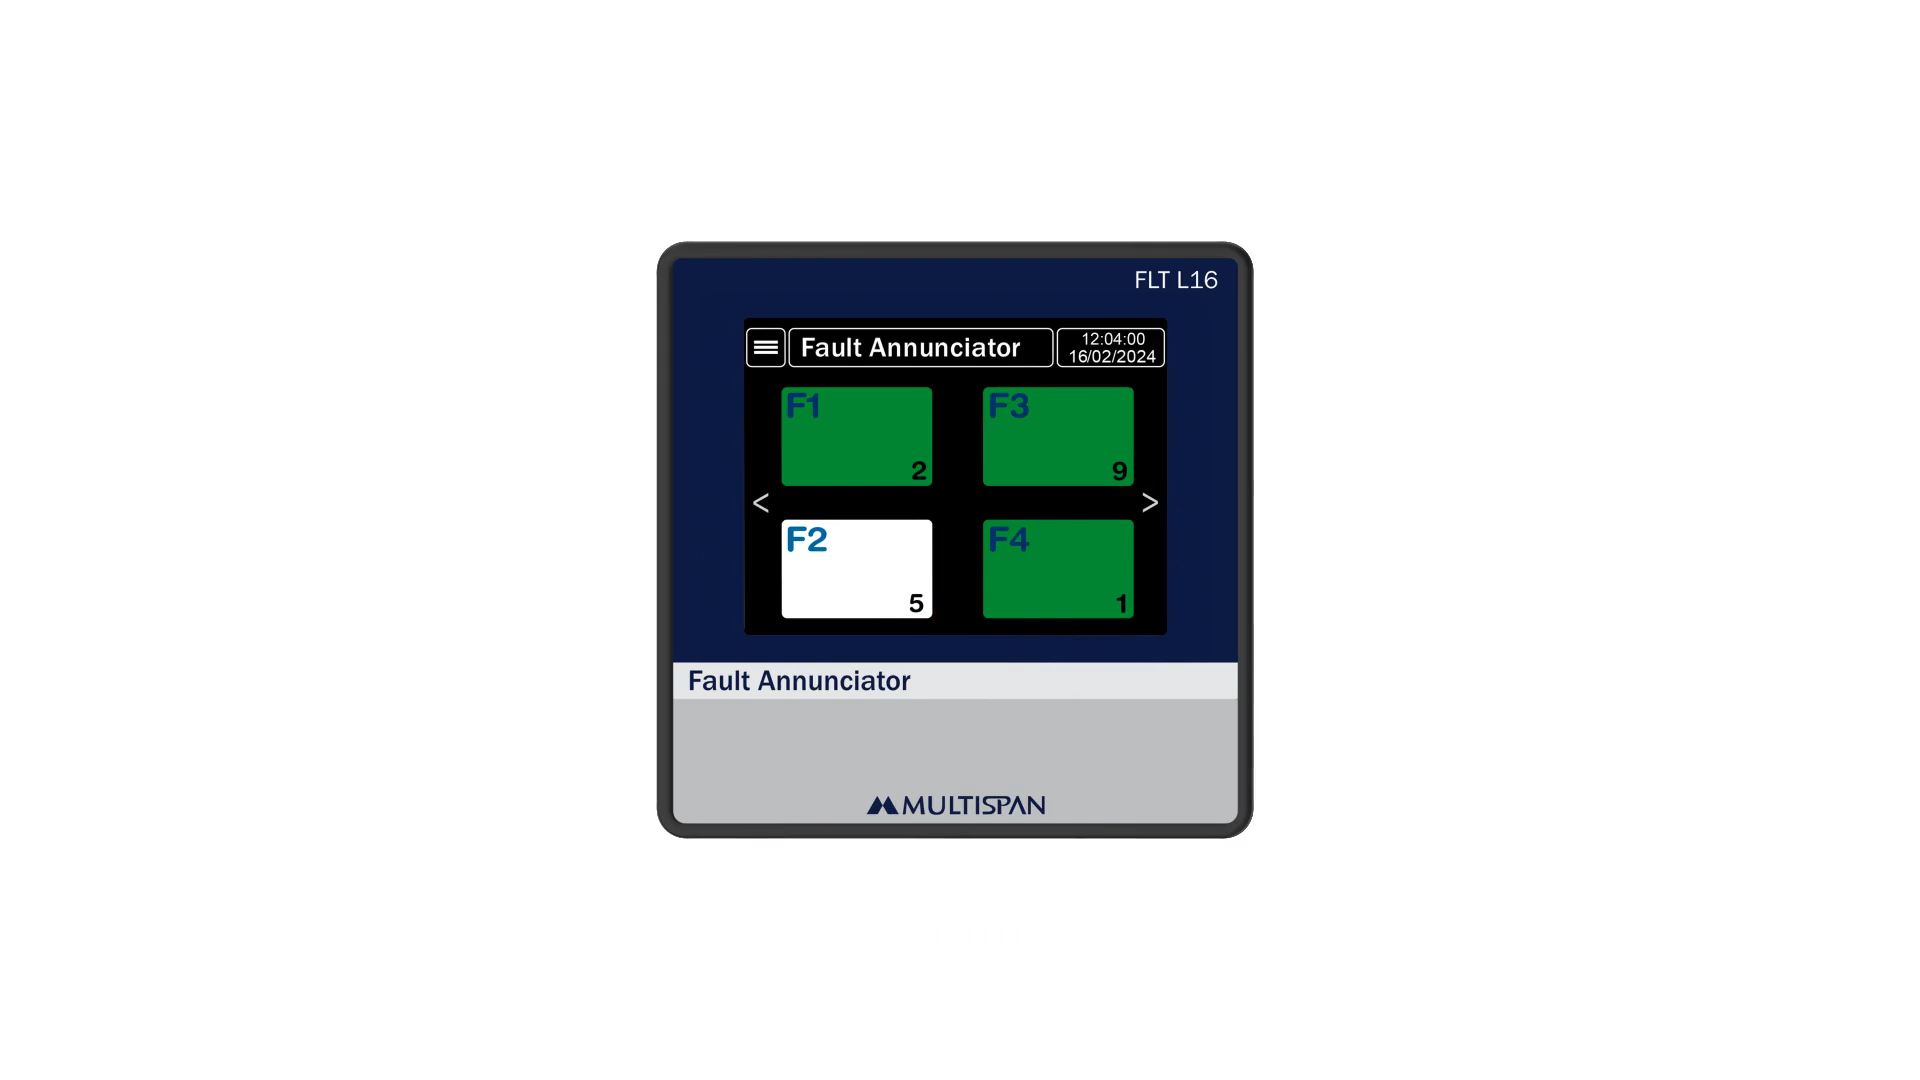 FLT L16
Fault Annunciator
12:04:00
16/02/2024
F1
2
F3
9
<
>
F2
5
F4
1
Fault Annunciator
MULTISPAN